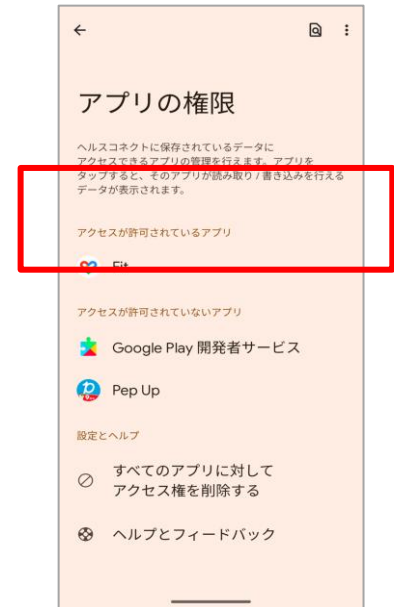 アプリの権限
ヘルスコネクトに保存されているデータに
アクセスできるアプリの管理を行えます。アプリを
タップすると、そのアプリが読み取り / 書き込みを行える
データが表示されます。
アクセスが許可されているアプリ
Fit
アクセスが許可されていないアプリ
Google Play 開発者サービス
Pep Up
設定とヘルプ
すべてのアプリに対して
アクセス権を削除する
ヘルプとフィードバック